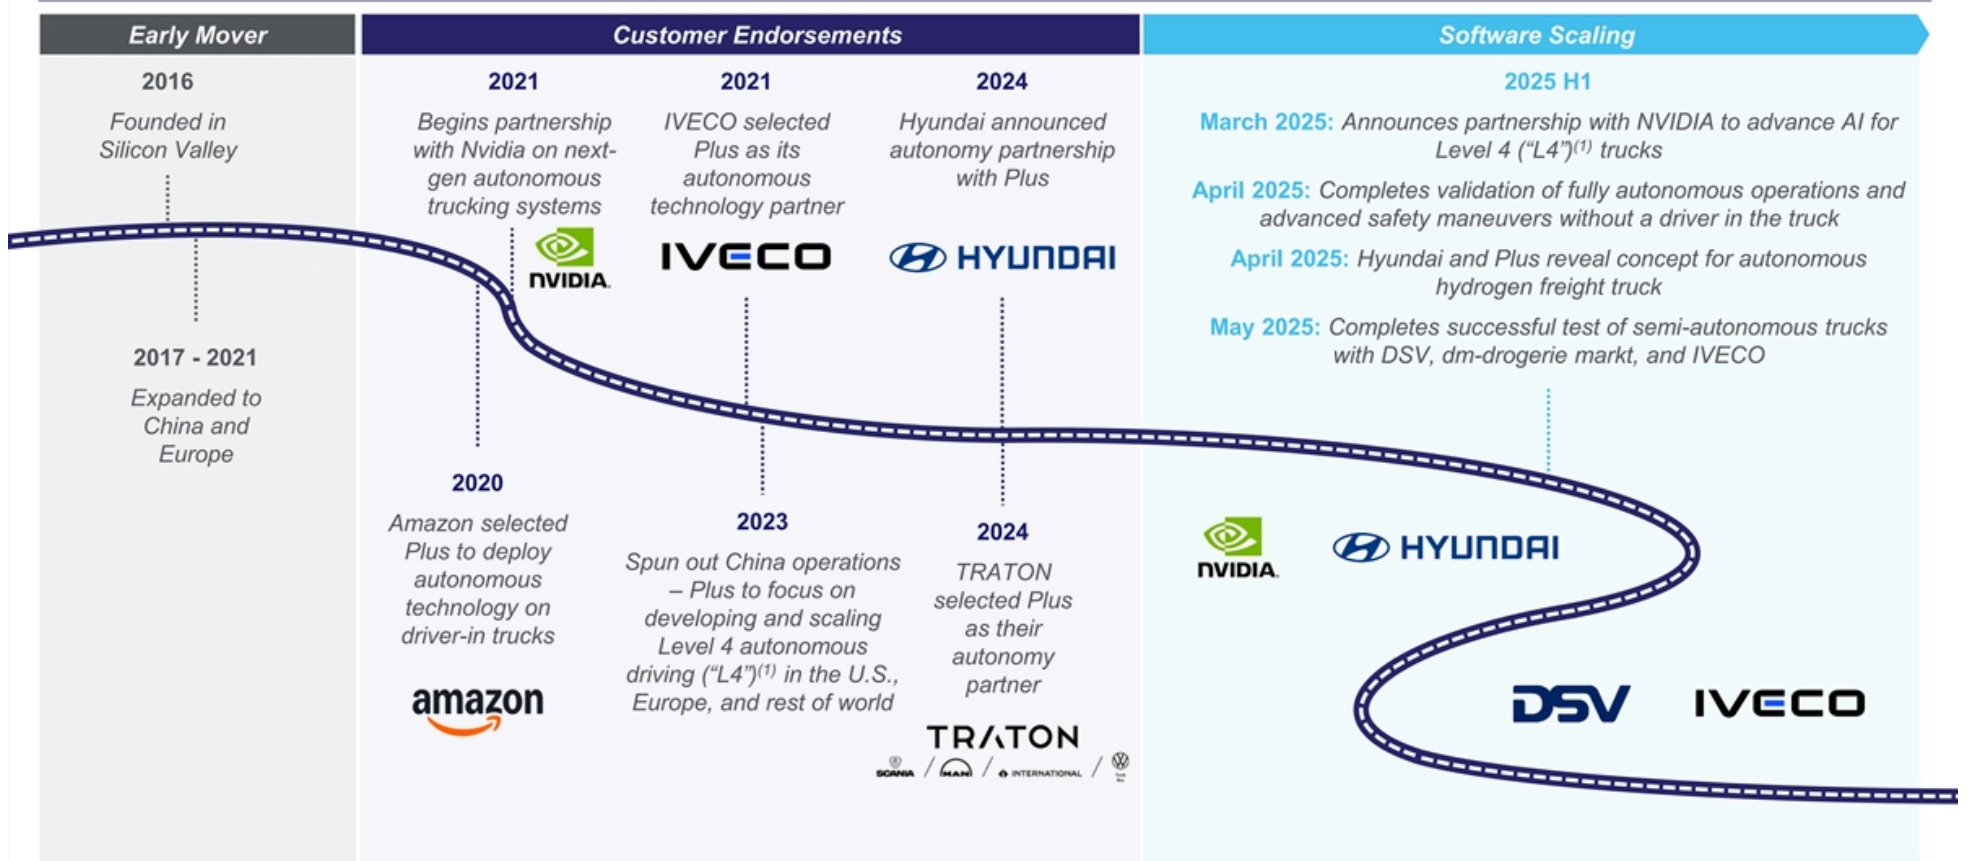 Early Mover
2016
Founded in
Silicon Valley
2017 - 2021
Expanded to
China and
Europe
Customer Endorsements
2021
Begins partnership
with Nvidia on next-
gen autonomous
trucking systems
NVIDIA.
2021
IVECO selected
Plus as its
autonomous
technology partner
IVECO
2024
Hyundai announced
autonomy partnership
with Plus
HYUNDAI
2020
Amazon selected
Plus to deploy
autonomous
technology on
driver-in trucks
amazon
2023
Spun out China operations
– Plus to focus on
developing and scaling
Level 4 autonomous
driving (“L4”)(1) in the U.S.,
Europe, and rest of world
2024
TRATON
selected Plus
as their
autonomy
partner
TRATON
SCANIA / MAN / INTERNATIONAL /
Software Scaling
2025 H1
March 2025: Announces partnership with NVIDIA to advance AI for
Level 4 (“L4”)(1) trucks
April 2025: Completes validation of fully autonomous operations and
advanced safety maneuvers without a driver in the truck
April 2025: Hyundai and Plus reveal concept for autonomous
hydrogen freight truck
May 2025: Completes successful test of semi-autonomous trucks
with DSV, dm-drogerie markt, and IVECO
NVIDIA.
HYUNDAI
DSV
IVECO